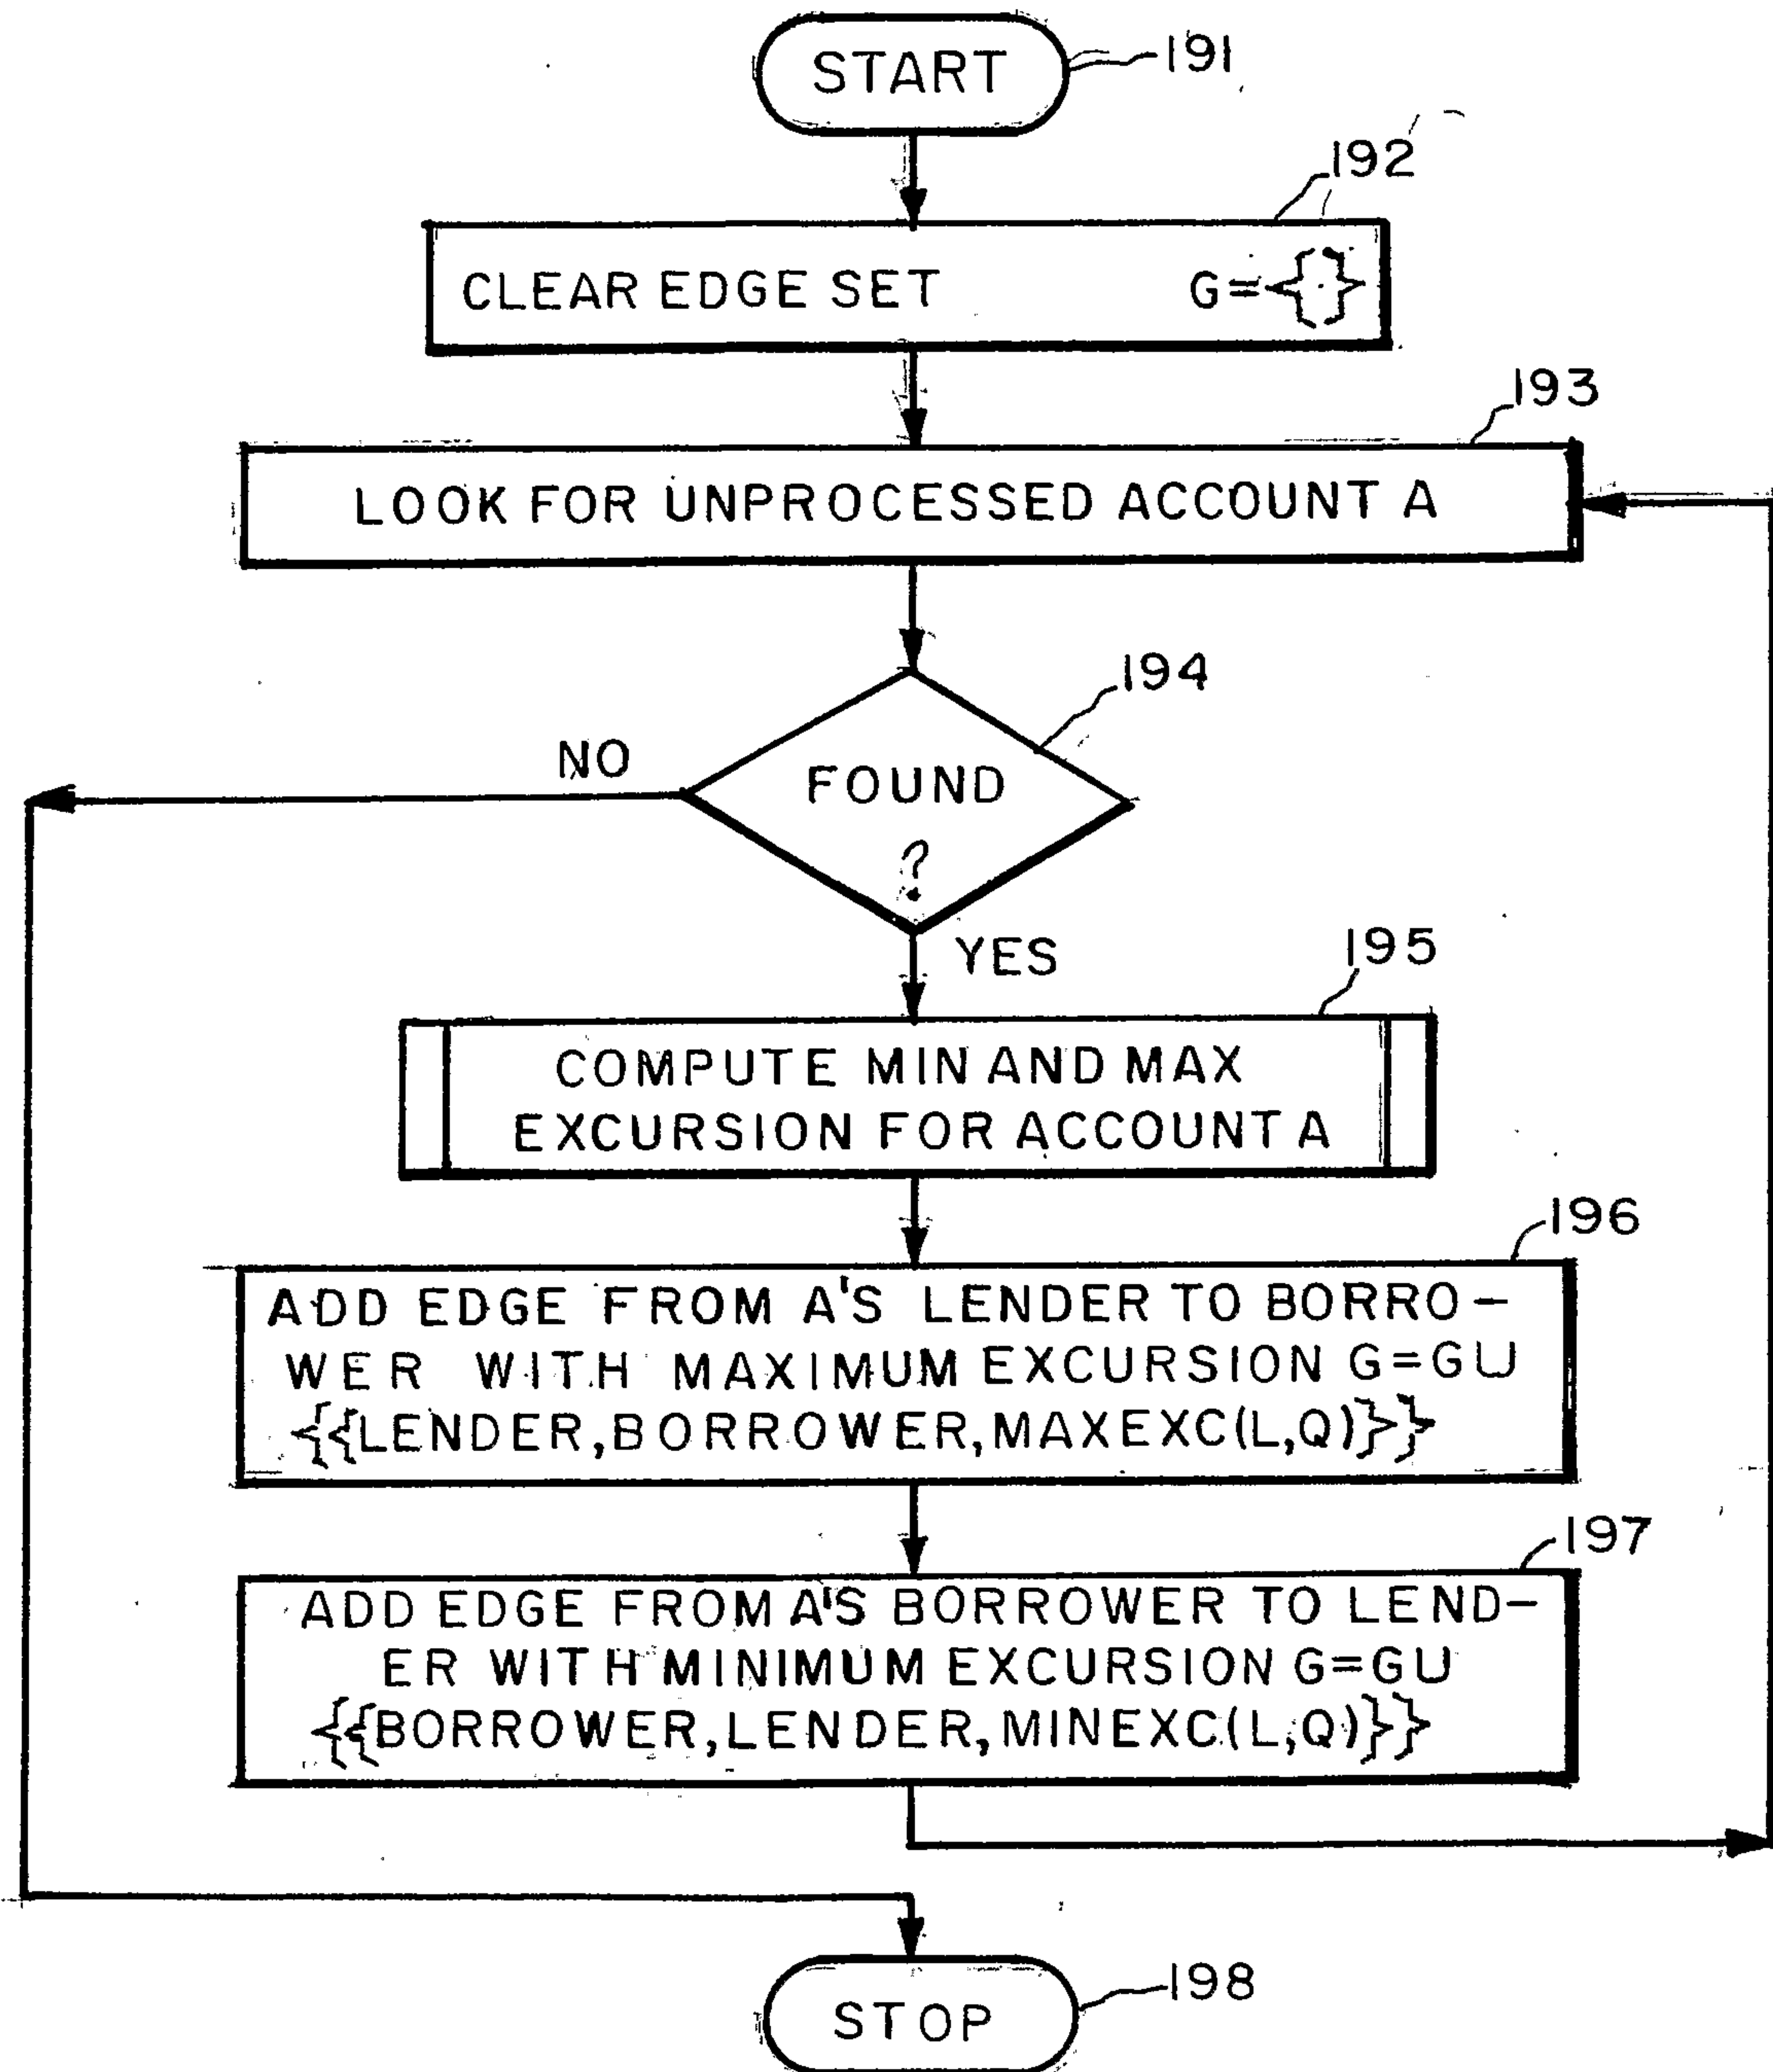 START
191
192
CLEAR EDGE SET G={·}
193
LOOK FOR UNPROCESSED ACCOUNT A
194
NO
FOUND
?
YES
195
COMPUTE MIN AND MAX
EXCURSION FOR ACCOUNT A
196
ADD EDGE FROM A'S LENDER TO BORRO-
WER WITH MAXIMUM EXCURSION G=GU
{{LENDER,BORROWER,MAXEXC(L,Q)}}
197
ADD EDGE FROM A'S BORROWER TO LEND-
ER WITH MINIMUM EXCURSION G=GU
{{BORROWER,LENDER,MINEXC(L,Q)}}
198
STOP